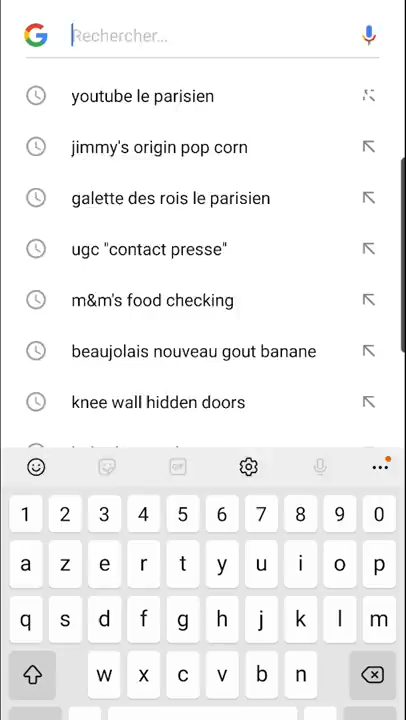 Rechercher...
youtube le parisien
jimmy's origin pop corn
galette des rois le parisien
ugc "contact presse"
m&m's food checking
beaujolais nouveau gout banane
knee wall hidden doors
GIF
1 2 3 4 5 6 7 8 9 0
a z e r t y u i o p
q s d f g h j k l m
w x c v b n